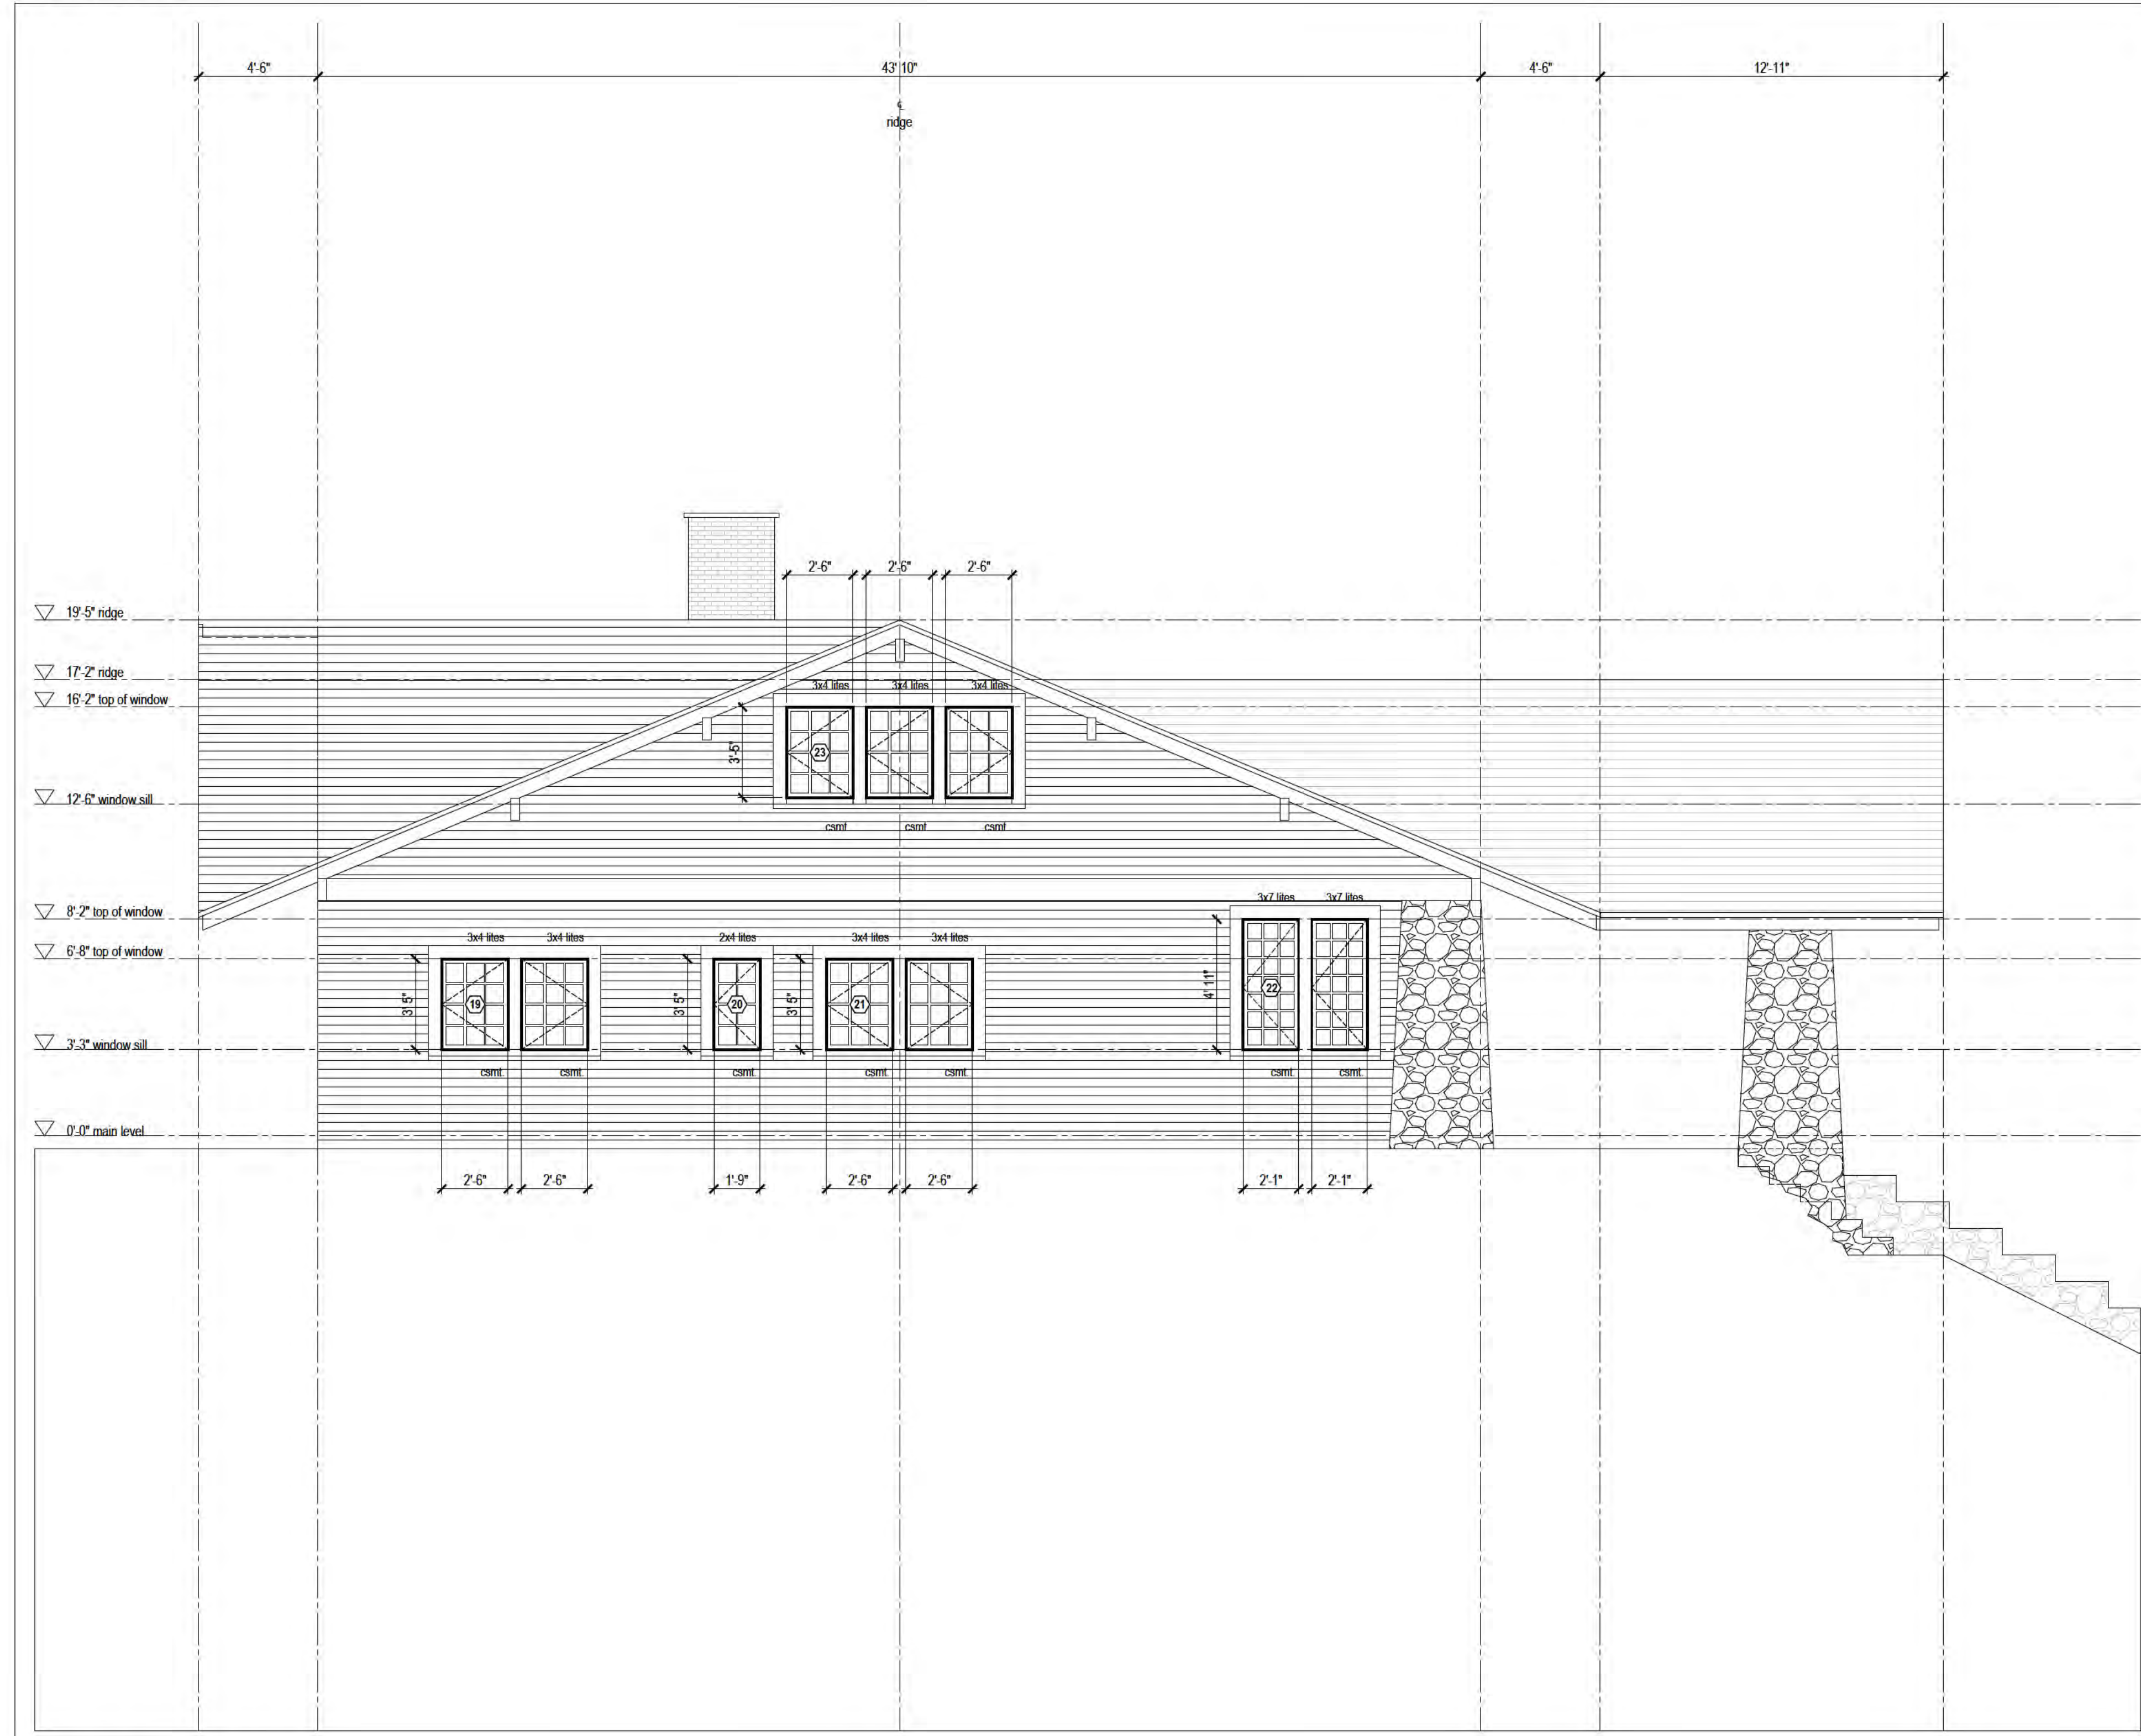 4'-6" 43' 10" 4'-6" 12'-11"
℄
ridge
2'-6" 2'-6" 2'-6"
19'-5" ridge
17'-2" ridge
16'-2" top of window
3x4 lites 3x4 lites 3x4 lites
3'-5"
23
12'-6" window sill
csmt csmt csmt
8'-2" top of window
3x7 lites 3x7 lites
6'-8" top of window
3x4 lites 3x4 lites 2x4 lites 3x4 lites 3x4 lites
3' 5" 3' 5" 3' 5" 4' 11"
19 20 21 22
3'-3" window sill
csmt. csmt. csmt. csmt. csmt. csmt. csmt.
0'-0" main level
2'-6" 2'-6" 1'-9" 2'-6" 2'-6" 2'-1" 2'-1"